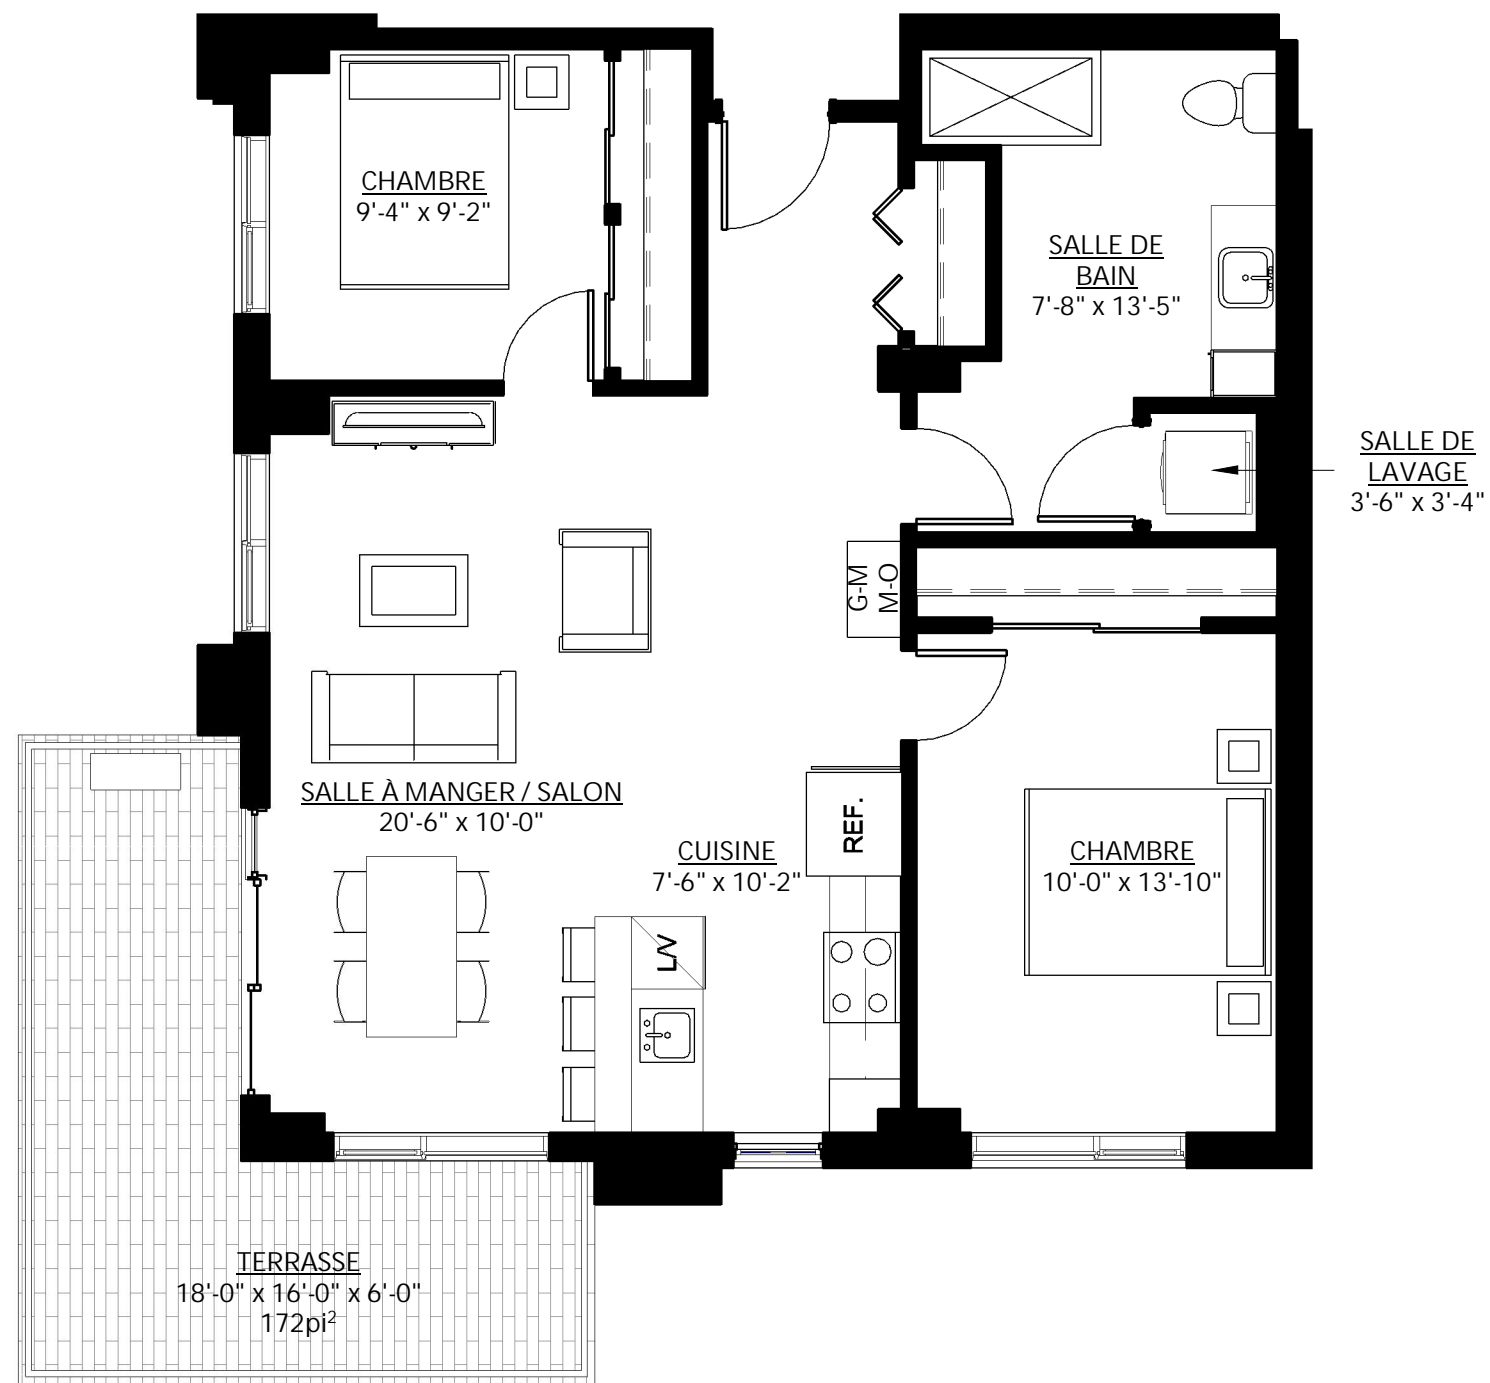 CHAMBRE
9'-4" x 9'-2"
SALLE DE
BAIN
7'-8" x 13'-5"
SALLE DE
LAVAGE
3'-6" x 3'-4"
G-M
M-O
SALLE À MANGER / SALON
20'-6" x 10'-0"
REF.
CUISINE
7'-6" x 10'-2"
CHAMBRE
10'-0" x 13'-10"
L/V
TERRASSE
18'-0" x 16'-0" x 6'-0"
172pi²